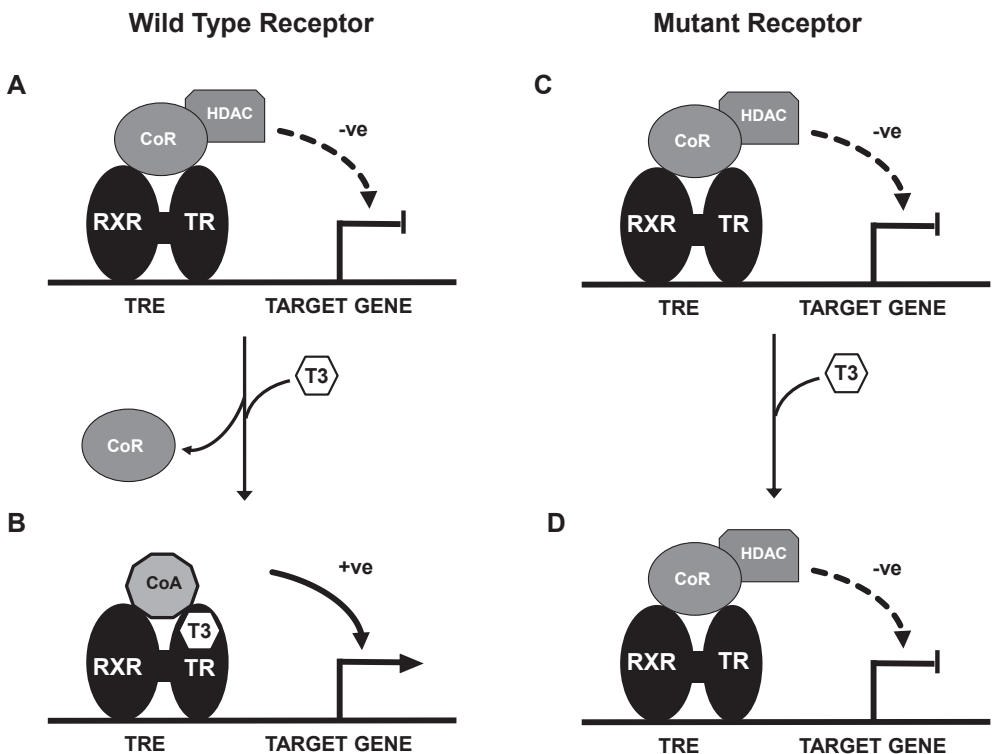 Wild Type Receptor
Mutant Receptor
A
HDAC
CoR
-ve
RXR
TR
TRE
TARGET GENE
T3
CoR
B
CoA
+ve
T3
RXR
TR
TRE
TARGET GENE
C
HDAC
CoR
-ve
RXR
TR
TRE
TARGET GENE
T3
D
HDAC
CoR
-ve
RXR
TR
TRE
TARGET GENE